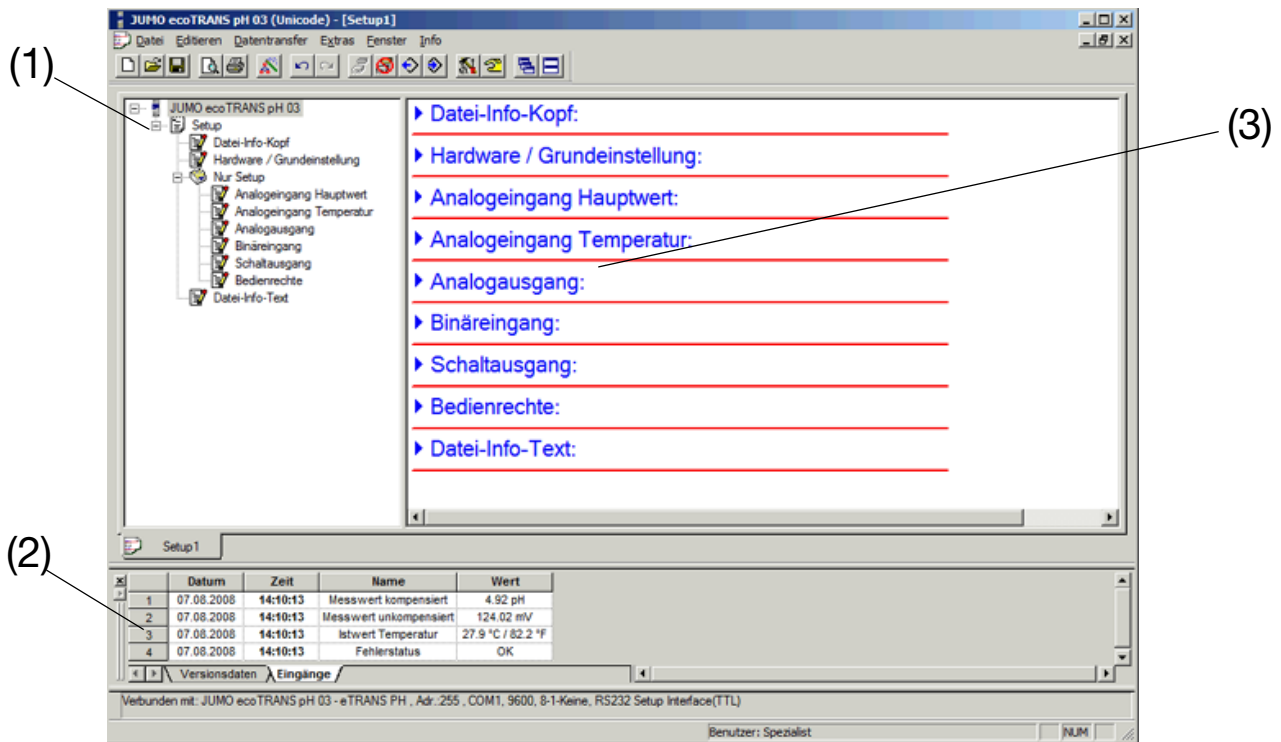 JUMO ecoTRANS pH 03 (Unicode) - [Setup1]
Datei Editieren Datentransfer Extras Fenster Info
(1)
JUMO ecoTRANS pH 03
Setup
Datei-Info-Kopf
Hardware / Grundeinstellung
Nur Setup
Analogeingang Hauptwert
Analogeingang Temperatur
Analogausgang
Binäreingang
Schaltausgang
Bedienrechte
Datei-Info-Text
Datei-Info-Kopf:
Hardware / Grundeinstellung:
Analogeingang Hauptwert:
Analogeingang Temperatur:
Analogausgang:
Binäreingang:
Schaltausgang:
Bedienrechte:
Datei-Info-Text:
(3)
Setup1
(2)
Datum Zeit Name Wert
1 07.08.2008 14:10:13 Messwert kompensiert 4.92 pH
2 07.08.2008 14:10:13 Messwert unkompensiert 124.02 mV
3 07.08.2008 14:10:13 Istwert Temperatur 27.9 °C / 82.2 °F
4 07.08.2008 14:10:13 Fehlerstatus OK
Versionsdaten Eingänge
Verbunden mit: JUMO ecoTRANS pH 03 - eTRANS PH , Adr.:255 , COM1, 9600, 8-1-Keine, RS232 Setup Interface(TTL)
Benutzer: Spezialist NUM